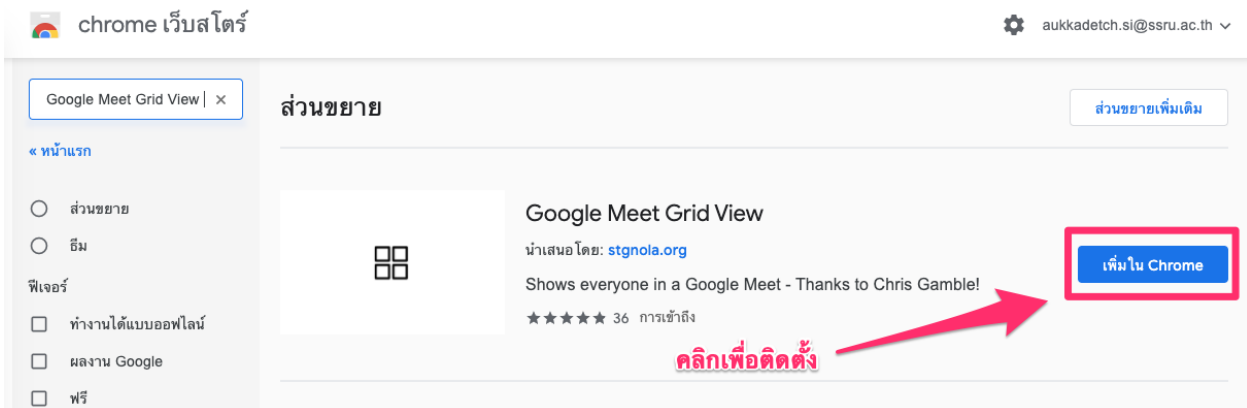 chrome เว็บสโตร์
aukkadetch.si@ssru.ac.th
Google Meet Grid View
« หน้าแรก
ส่วนขยาย
ธีม
ฟีเจอร์
ทำงานได้แบบออฟไลน์
ผลงาน Google
ฟรี
ส่วนขยาย
ส่วนขยายเพิ่มเติม
Google Meet Grid View
นำเสนอโดย: stgnola.org
Shows everyone in a Google Meet - Thanks to Chris Gamble!
36 การเข้าถึง
เพิ่มใน Chrome
คลิกเพื่อติดตั้ง